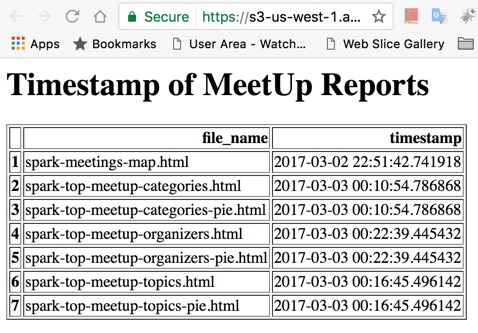 Secure https://s3-us-west-1.a...
Apps Bookmarks User Area - Watch... Web Slice Gallery
Timestamp of MeetUp Reports
file_name timestamp
1 spark-meetings-map.html 2017-03-02 22:51:42.741918
2 spark-top-meetup-categories.html 2017-03-03 00:10:54.786868
3 spark-top-meetup-categories-pie.html 2017-03-03 00:10:54.786868
4 spark-top-meetup-organizers.html 2017-03-03 00:22:39.445432
5 spark-top-meetup-organizers-pie.html 2017-03-03 00:22:39.445432
6 spark-top-meetup-topics.html 2017-03-03 00:16:45.496142
7 spark-top-meetup-topics-pie.html 2017-03-03 00:16:45.496142